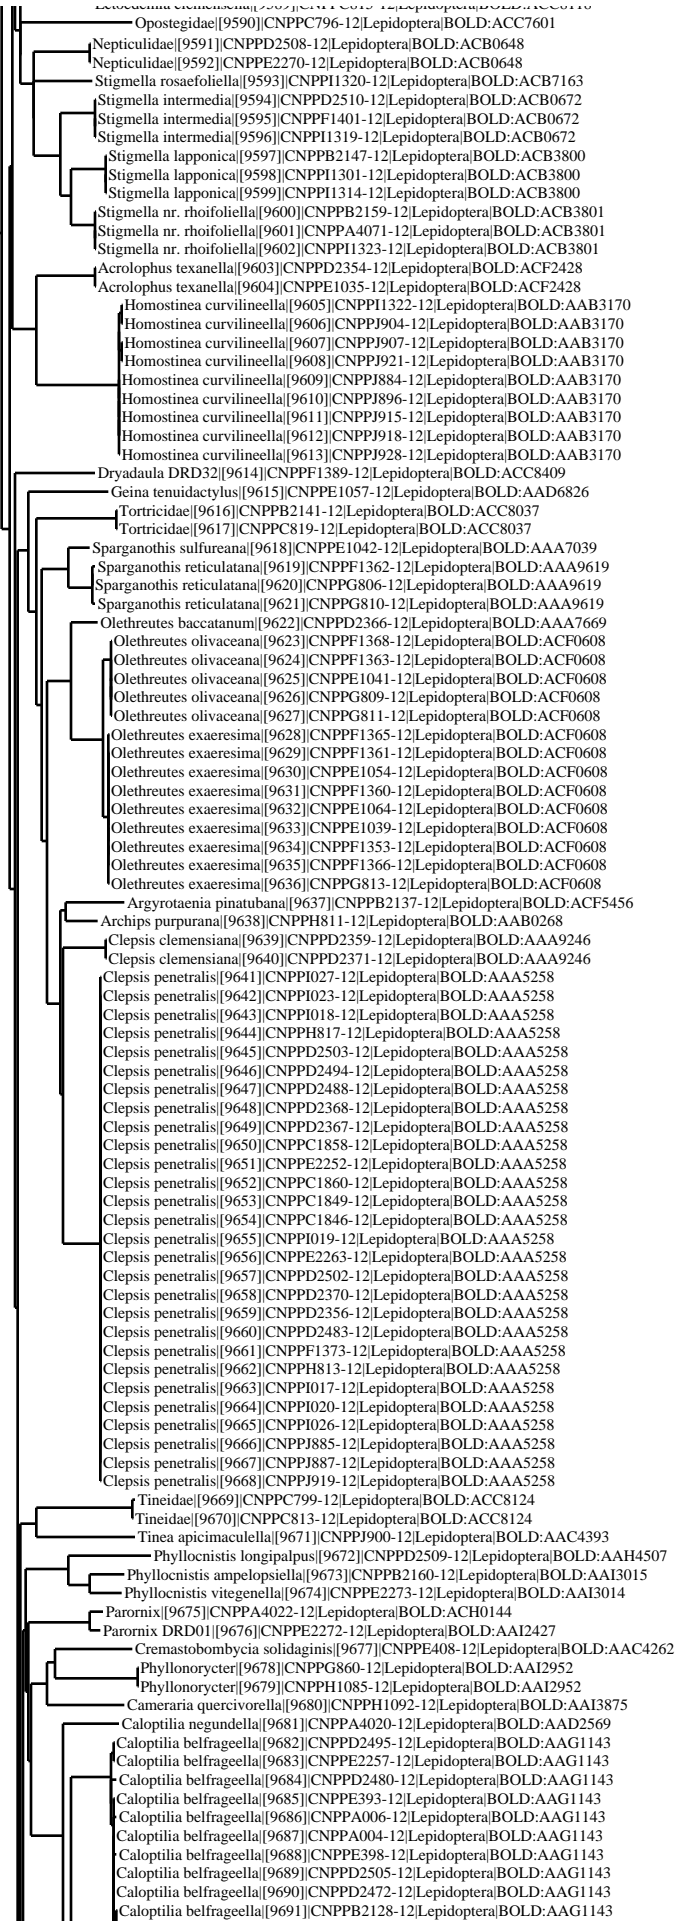 Opostegidae|[9590]|CNPPC796-12|Lepidoptera|BOLD:ACC7601
Nepticulidae|[9591]|CNPPD2508-12|Lepidoptera|BOLD:ACB0648
Nepticulidae|[9592]|CNPPE2270-12|Lepidoptera|BOLD:ACB0648
Stigmella rosaefoliella|[9593]|CNPPI1320-12|Lepidoptera|BOLD:ACB7163
Stigmella intermedia|[9594]|CNPPD2510-12|Lepidoptera|BOLD:ACB0672
Stigmella intermedia|[9595]|CNPPF1401-12|Lepidoptera|BOLD:ACB0672
Stigmella intermedia|[9596]|CNPPI1319-12|Lepidoptera|BOLD:ACB0672
Stigmella lapponica|[9597]|CNPPB2147-12|Lepidoptera|BOLD:ACB3800
Stigmella lapponica|[9598]|CNPPI1301-12|Lepidoptera|BOLD:ACB3800
Stigmella lapponica|[9599]|CNPPI1314-12|Lepidoptera|BOLD:ACB3800
Stigmella nr. rhoifoliella|[9600]|CNPPB2159-12|Lepidoptera|BOLD:ACB3801
Stigmella nr. rhoifoliella|[9601]|CNPPA4071-12|Lepidoptera|BOLD:ACB3801
Stigmella nr. rhoifoliella|[9602]|CNPPI1323-12|Lepidoptera|BOLD:ACB3801
Acrolophus texanella|[9603]|CNPPD2354-12|Lepidoptera|BOLD:ACF2428
Acrolophus texanella|[9604]|CNPPE1035-12|Lepidoptera|BOLD:ACF2428
Homostinea curvilineella|[9605]|CNPPI1322-12|Lepidoptera|BOLD:AAB3170
Homostinea curvilineella|[9606]|CNPPJ904-12|Lepidoptera|BOLD:AAB3170
Homostinea curvilineella|[9607]|CNPPJ907-12|Lepidoptera|BOLD:AAB3170
Homostinea curvilineella|[9608]|CNPPJ921-12|Lepidoptera|BOLD:AAB3170
Homostinea curvilineella|[9609]|CNPPJ884-12|Lepidoptera|BOLD:AAB3170
Homostinea curvilineella|[9610]|CNPPJ896-12|Lepidoptera|BOLD:AAB3170
Homostinea curvilineella|[9611]|CNPPJ915-12|Lepidoptera|BOLD:AAB3170
Homostinea curvilineella|[9612]|CNPPJ918-12|Lepidoptera|BOLD:AAB3170
Homostinea curvilineella|[9613]|CNPPJ928-12|Lepidoptera|BOLD:AAB3170
Dryadaula DRD32|[9614]|CNPPF1389-12|Lepidoptera|BOLD:ACC8409
Geina tenuidactylus|[9615]|CNPPE1057-12|Lepidoptera|BOLD:AAD6826
Tortricidae|[9616]|CNPPB2141-12|Lepidoptera|BOLD:ACC8037
Tortricidae|[9617]|CNPPC819-12|Lepidoptera|BOLD:ACC8037
Sparganothis sulfureana|[9618]|CNPPE1042-12|Lepidoptera|BOLD:AAA7039
Sparganothis reticulatana|[9619]|CNPPF1362-12|Lepidoptera|BOLD:AAA9619
Sparganothis reticulatana|[9620]|CNPPG806-12|Lepidoptera|BOLD:AAA9619
Sparganothis reticulatana|[9621]|CNPPG810-12|Lepidoptera|BOLD:AAA9619
Olethreutes baccatanum|[9622]|CNPPD2366-12|Lepidoptera|BOLD:AAA7669
Olethreutes olivaceana|[9623]|CNPPF1368-12|Lepidoptera|BOLD:ACF0608
Olethreutes olivaceana|[9624]|CNPPF1363-12|Lepidoptera|BOLD:ACF0608
Olethreutes olivaceana|[9625]|CNPPE1041-12|Lepidoptera|BOLD:ACF0608
Olethreutes olivaceana|[9626]|CNPPG809-12|Lepidoptera|BOLD:ACF0608
Olethreutes olivaceana|[9627]|CNPPG811-12|Lepidoptera|BOLD:ACF0608
Olethreutes exaeresima|[9628]|CNPPF1365-12|Lepidoptera|BOLD:ACF0608
Olethreutes exaeresima|[9629]|CNPPF1361-12|Lepidoptera|BOLD:ACF0608
Olethreutes exaeresima|[9630]|CNPPE1054-12|Lepidoptera|BOLD:ACF0608
Olethreutes exaeresima|[9631]|CNPPF1360-12|Lepidoptera|BOLD:ACF0608
Olethreutes exaeresima|[9632]|CNPPE1064-12|Lepidoptera|BOLD:ACF0608
Olethreutes exaeresima|[9633]|CNPPE1039-12|Lepidoptera|BOLD:ACF0608
Olethreutes exaeresima|[9634]|CNPPF1353-12|Lepidoptera|BOLD:ACF0608
Olethreutes exaeresima|[9635]|CNPPF1366-12|Lepidoptera|BOLD:ACF0608
Olethreutes exaeresima|[9636]|CNPPG813-12|Lepidoptera|BOLD:ACF0608
Argyrotaenia pinatubana|[9637]|CNPPB2137-12|Lepidoptera|BOLD:ACF5456
Archips purpurana|[9638]|CNPPH811-12|Lepidoptera|BOLD:AAB0268
Clepsis clemensiana|[9639]|CNPPD2359-12|Lepidoptera|BOLD:AAA9246
Clepsis clemensiana|[9640]|CNPPD2371-12|Lepidoptera|BOLD:AAA9246
Clepsis penetralis|[9641]|CNPPI027-12|Lepidoptera|BOLD:AAA5258
Clepsis penetralis|[9642]|CNPPI023-12|Lepidoptera|BOLD:AAA5258
Clepsis penetralis|[9643]|CNPPI018-12|Lepidoptera|BOLD:AAA5258
Clepsis penetralis|[9644]|CNPPH817-12|Lepidoptera|BOLD:AAA5258
Clepsis penetralis|[9645]|CNPPD2503-12|Lepidoptera|BOLD:AAA5258
Clepsis penetralis|[9646]|CNPPD2494-12|Lepidoptera|BOLD:AAA5258
Clepsis penetralis|[9647]|CNPPD2488-12|Lepidoptera|BOLD:AAA5258
Clepsis penetralis|[9648]|CNPPD2368-12|Lepidoptera|BOLD:AAA5258
Clepsis penetralis|[9649]|CNPPD2367-12|Lepidoptera|BOLD:AAA5258
Clepsis penetralis|[9650]|CNPPC1858-12|Lepidoptera|BOLD:AAA5258
Clepsis penetralis|[9651]|CNPPE2252-12|Lepidoptera|BOLD:AAA5258
Clepsis penetralis|[9652]|CNPPC1860-12|Lepidoptera|BOLD:AAA5258
Clepsis penetralis|[9653]|CNPPC1849-12|Lepidoptera|BOLD:AAA5258
Clepsis penetralis|[9654]|CNPPC1846-12|Lepidoptera|BOLD:AAA5258
Clepsis penetralis|[9655]|CNPPI019-12|Lepidoptera|BOLD:AAA5258
Clepsis penetralis|[9656]|CNPPE2263-12|Lepidoptera|BOLD:AAA5258
Clepsis penetralis|[9657]|CNPPD2502-12|Lepidoptera|BOLD:AAA5258
Clepsis penetralis|[9658]|CNPPD2370-12|Lepidoptera|BOLD:AAA5258
Clepsis penetralis|[9659]|CNPPD2356-12|Lepidoptera|BOLD:AAA5258
Clepsis penetralis|[9660]|CNPPD2483-12|Lepidoptera|BOLD:AAA5258
Clepsis penetralis|[9661]|CNPPF1373-12|Lepidoptera|BOLD:AAA5258
Clepsis penetralis|[9662]|CNPPH813-12|Lepidoptera|BOLD:AAA5258
Clepsis penetralis|[9663]|CNPPI017-12|Lepidoptera|BOLD:AAA5258
Clepsis penetralis|[9664]|CNPPI020-12|Lepidoptera|BOLD:AAA5258
Clepsis penetralis|[9665]|CNPPI026-12|Lepidoptera|BOLD:AAA5258
Clepsis penetralis|[9666]|CNPPJ885-12|Lepidoptera|BOLD:AAA5258
Clepsis penetralis|[9667]|CNPPJ887-12|Lepidoptera|BOLD:AAA5258
Clepsis penetralis|[9668]|CNPPJ919-12|Lepidoptera|BOLD:AAA5258
Tineidae|[9669]|CNPPC799-12|Lepidoptera|BOLD:ACC8124
Tineidae|[9670]|CNPPC813-12|Lepidoptera|BOLD:ACC8124
Tinea apicimaculella|[9671]|CNPPJ900-12|Lepidoptera|BOLD:AAC4393
Phyllocnistis longipalpus|[9672]|CNPPD2509-12|Lepidoptera|BOLD:AAH4507
Phyllocnistis ampelopsiella|[9673]|CNPPB2160-12|Lepidoptera|BOLD:AAI3015
Phyllocnistis vitegenella|[9674]|CNPPE2273-12|Lepidoptera|BOLD:AAI3014
Parornix|[9675]|CNPPA4022-12|Lepidoptera|BOLD:ACH0144
Parornix DRD01|[9676]|CNPPE2272-12|Lepidoptera|BOLD:AAI2427
Cremastobombycia solidaginis|[9677]|CNPPE408-12|Lepidoptera|BOLD:AAC4262
Phyllonorycter|[9678]|CNPPG860-12|Lepidoptera|BOLD:AAI2952
Phyllonorycter|[9679]|CNPPH1085-12|Lepidoptera|BOLD:AAI2952
Cameraria quercivorella|[9680]|CNPPH1092-12|Lepidoptera|BOLD:AAI3875
Caloptilia negundella|[9681]|CNPPA4020-12|Lepidoptera|BOLD:AAD2569
Caloptilia belfrageella|[9682]|CNPPD2495-12|Lepidoptera|BOLD:AAG1143
Caloptilia belfrageella|[9683]|CNPPE2257-12|Lepidoptera|BOLD:AAG1143
Caloptilia belfrageella|[9684]|CNPPD2480-12|Lepidoptera|BOLD:AAG1143
Caloptilia belfrageella|[9685]|CNPPE393-12|Lepidoptera|BOLD:AAG1143
Caloptilia belfrageella|[9686]|CNPPA006-12|Lepidoptera|BOLD:AAG1143
Caloptilia belfrageella|[9687]|CNPPA004-12|Lepidoptera|BOLD:AAG1143
Caloptilia belfrageella|[9688]|CNPPE398-12|Lepidoptera|BOLD:AAG1143
Caloptilia belfrageella|[9689]|CNPPD2505-12|Lepidoptera|BOLD:AAG1143
Caloptilia belfrageella|[9690]|CNPPD2472-12|Lepidoptera|BOLD:AAG1143
Caloptilia belfrageella|[9691]|CNPPB2128-12|Lepidoptera|BOLD:AAG1143